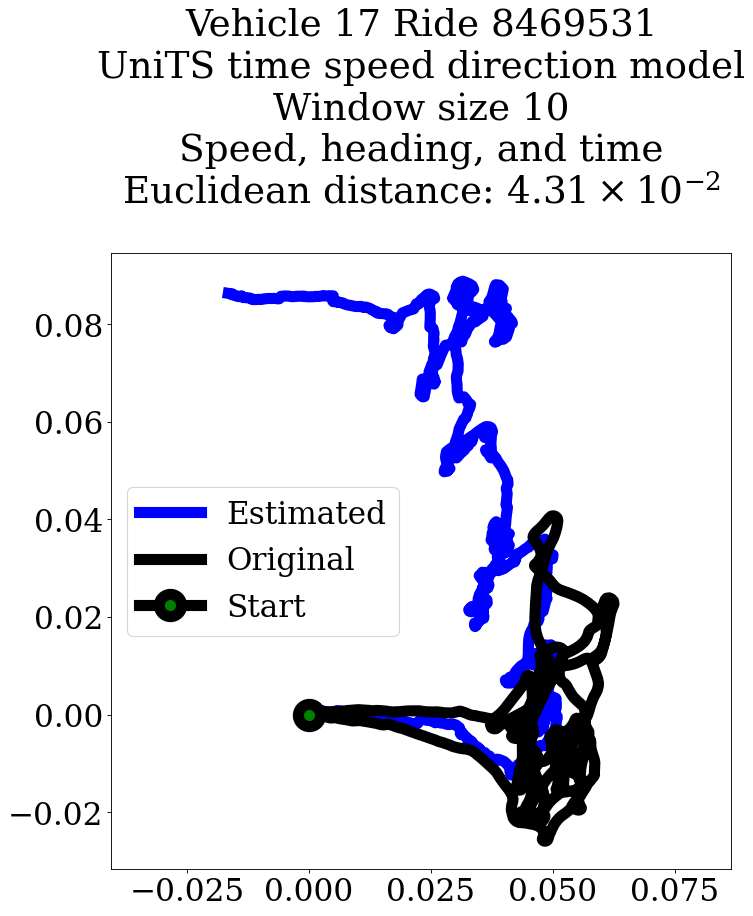 Vehicle 17 Ride 8469531
UniTS time speed direction model
Window size 10
Speed, heading, and time
Euclidean distance: 4.31 × 10⁻²
0.08
0.06
0.04
0.02
0.00
−0.02
Estimated
Original
Start
−0.025 0.000 0.025 0.050 0.075